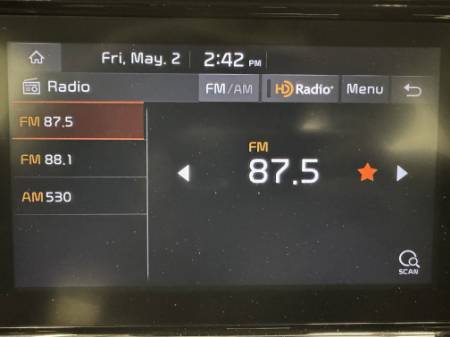 Fri, May. 2 2:42 PM
Radio FM/AM HD Radio Menu
FM 87.5
FM 88.1
AM 530
FM
87.5
SCAN